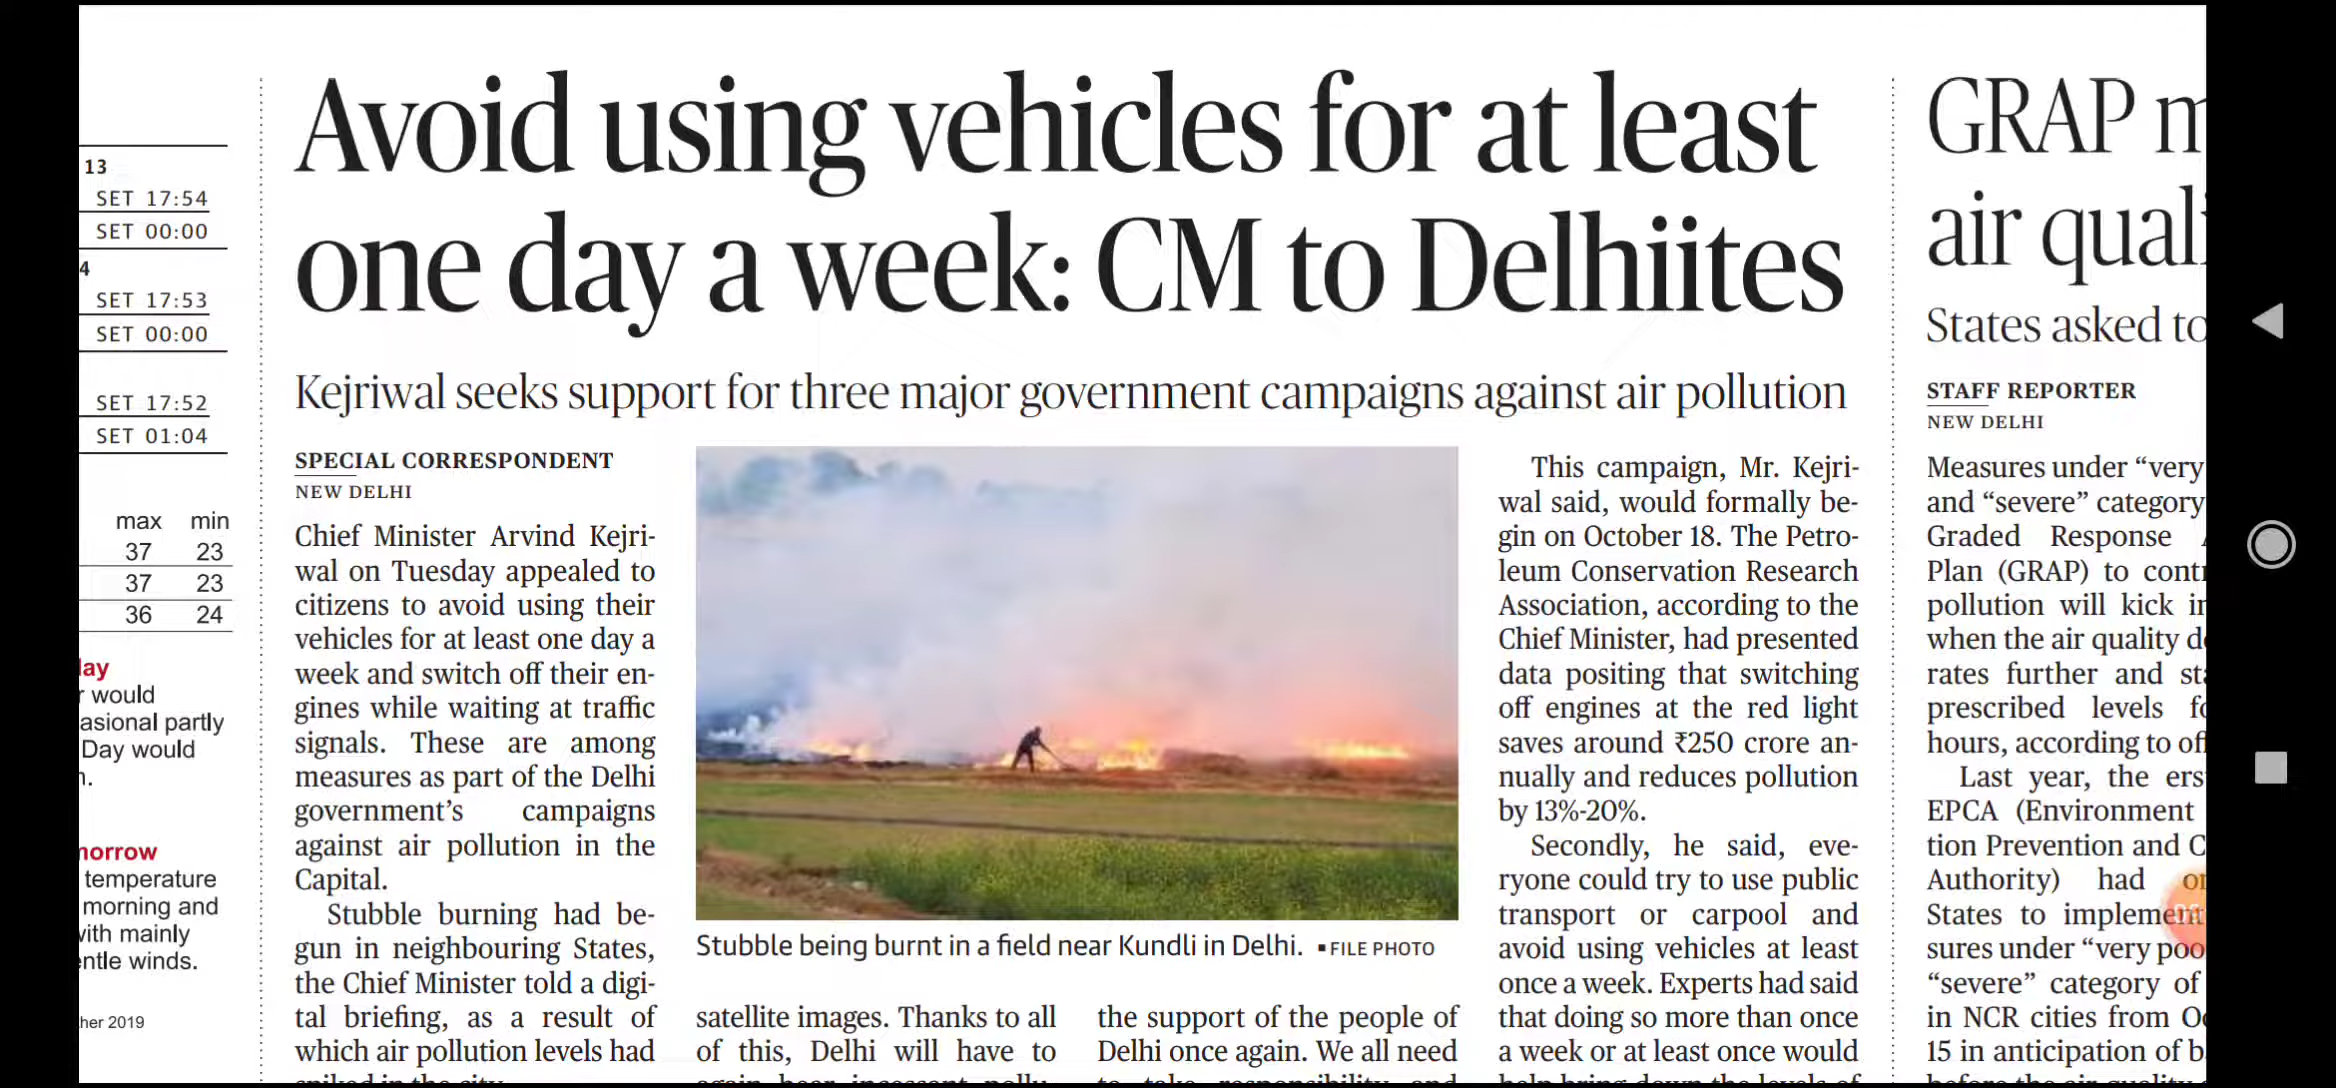 13
SET 17:54
SET 00:00
4
SET 17:53
SET 00:00
SET 17:52
SET 01:04
max min
37 23
37 23
36 24
would
partly
Day would
temperature
morning and
mainly
winds.
2019
Avoid using vehicles for at least
one day a week: CM to Delhiites
Kejriwal seeks support for three major government campaigns against air pollution
SPECIAL CORRESPONDENT
NEW DELHI
Chief Minister Arvind Kejri-
wal on Tuesday appealed to
citizens to avoid using their
vehicles for at least one day a
week and switch off their en-
gines while waiting at traffic
signals. These are among
measures as part of the Delhi
government’s campaigns
against air pollution in the
Capital.
Stubble burning had be-
gun in neighbouring States,
the Chief Minister told a digi-
tal briefing, as a result of
which air pollution levels had
Stubble being burnt in a field near Kundli in Delhi. ▪FILE PHOTO
satellite images. Thanks to all
of this, Delhi will have to
the support of the people of
Delhi once again. We all need
This campaign, Mr. Kejri-
wal said, would formally be-
gin on October 18. The Petro-
leum Conservation Research
Association, according to the
Chief Minister, had presented
data positing that switching
off engines at the red light
saves around ₹250 crore an-
nually and reduces pollution
by 13%-20%.
Secondly, he said, eve-
ryone could try to use public
transport or carpool and
avoid using vehicles at least
once a week. Experts had said
that doing so more than once
a week or at least once would
GRAP
air
States asked to
STAFF REPORTER
NEW DELHI
Measures under “very
and “severe” category
Graded Response
Plan (GRAP) to
pollution will kick
when the air quality
rates further and
prescribed levels
hours, according to
Last year, the
EPCA (Environment
tion Prevention and
Authority) had
States to implement
sures under “very
“severe” category of
in NCR cities from
15 in anticipation of